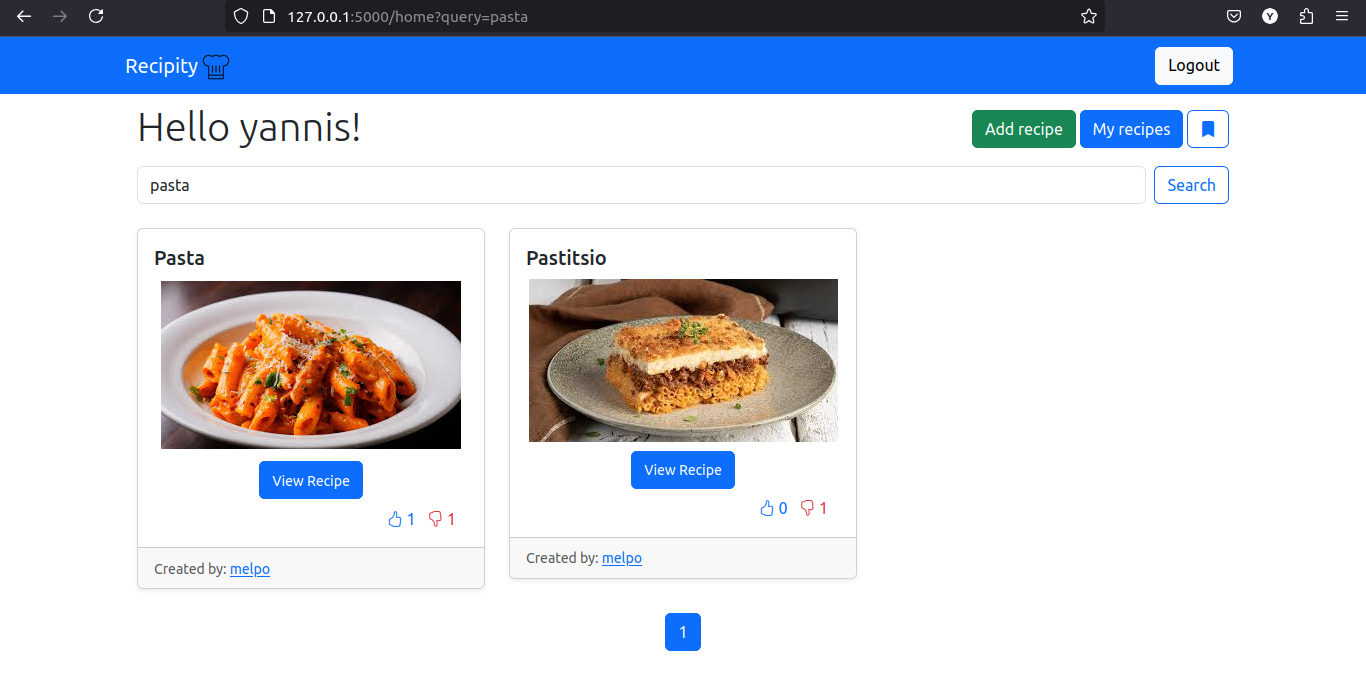 127.0.0.1:5000/home?query=pasta
Y
Recipity
Logout
Hello yannis!
Add recipe
My recipes
pasta
Search
Pasta
View Recipe
1
1
Created by: melpo
Pastitsio
View Recipe
0
1
Created by: melpo
1